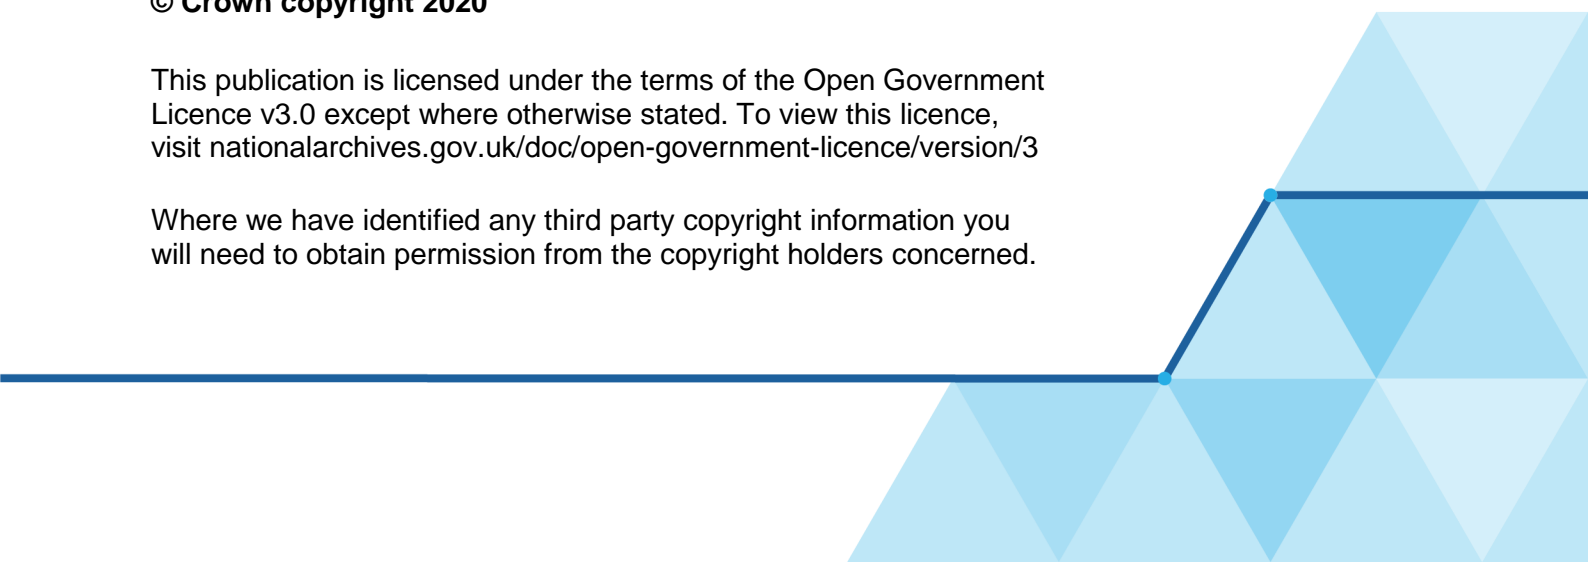 © Crown copyright 2020
This publication is licensed under the terms of the Open Government
Licence v3.0 except where otherwise stated. To view this licence,
visit nationalarchives.gov.uk/doc/open-government-licence/version/3
Where we have identified any third party copyright information you
will need to obtain permission from the copyright holders concerned.